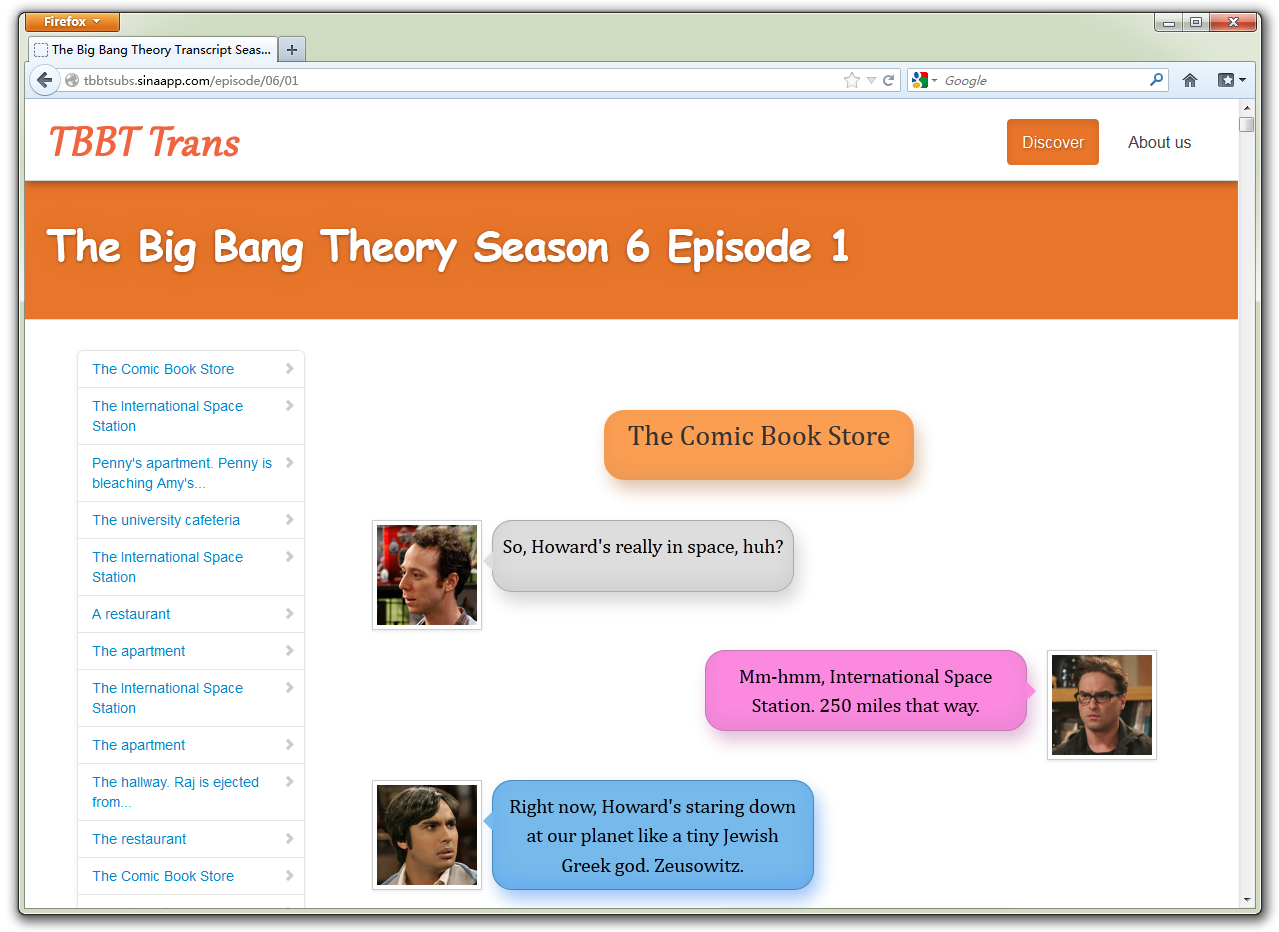 Firefox
The Big Bang Theory Transcript Seas...
tbbtsubs.sinaapp.com/episode/06/01
Google
TBBT Trans
Discover
About us
The Big Bang Theory Season 6 Episode 1
The Comic Book Store
The International Space
Station
Penny's apartment. Penny is
bleaching Amy's...
The university cafeteria
The International Space
Station
A restaurant
The apartment
The International Space
Station
The apartment
The hallway. Raj is ejected
from...
The restaurant
The Comic Book Store
The Comic Book Store
So, Howard's really in space, huh?
Mm-hmm, International Space
Station. 250 miles that way.
Right now, Howard's staring down
at our planet like a tiny Jewish
Greek god. Zeusowitz.